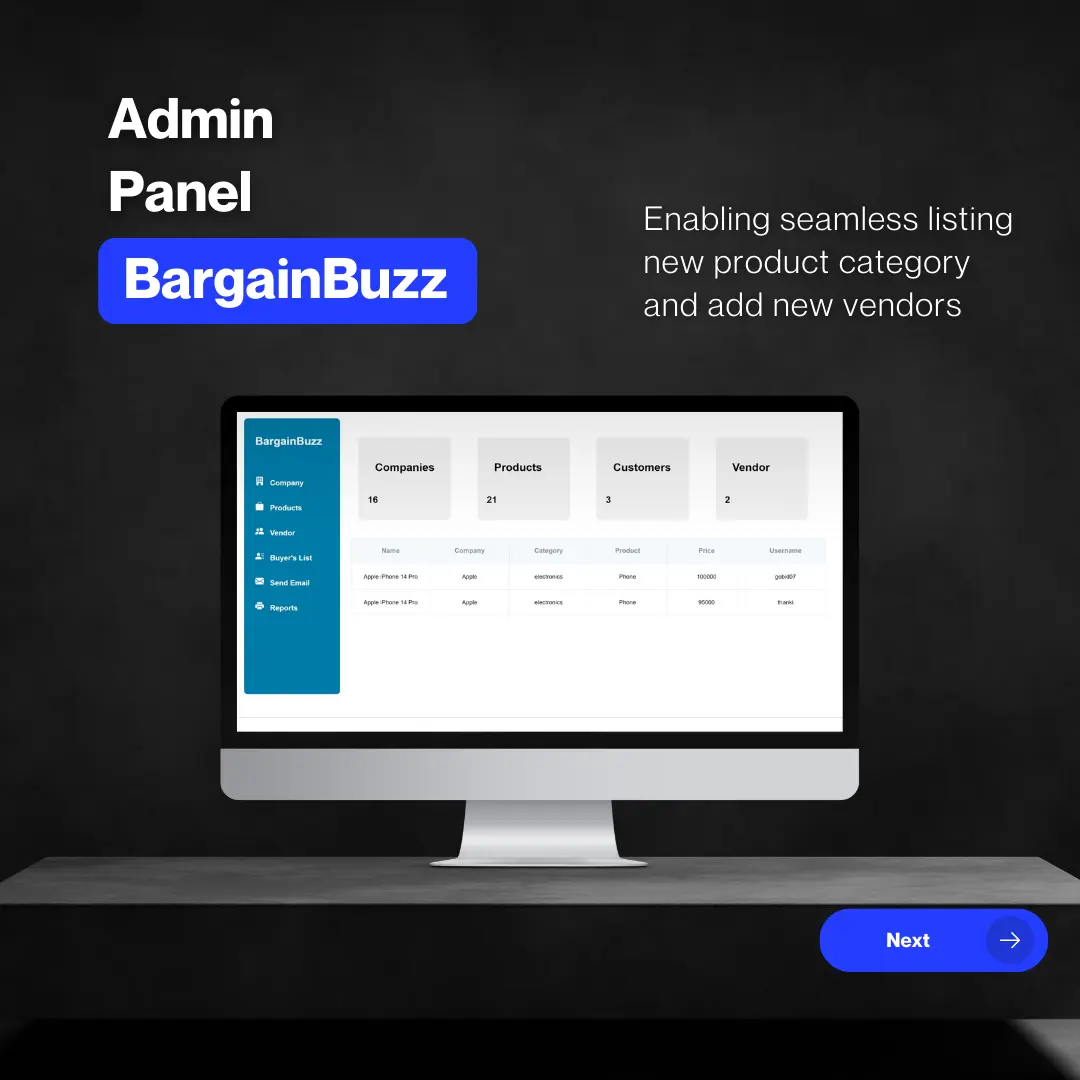 Admin
Panel
BargainBuzz
Enabling seamless listing
new product category
and add new vendors
BargainBuzz
Company
Products
Vendor
Buyer's List
Send Email
Reports
Companies Products Customers Vendor
16 21 3 2
Name Company Category Product Price Username
Apple iPhone 14 Pro Apple electronics Phone 100000
Apple iPhone 14 Pro Apple electronics Phone 95000 thanki
Next